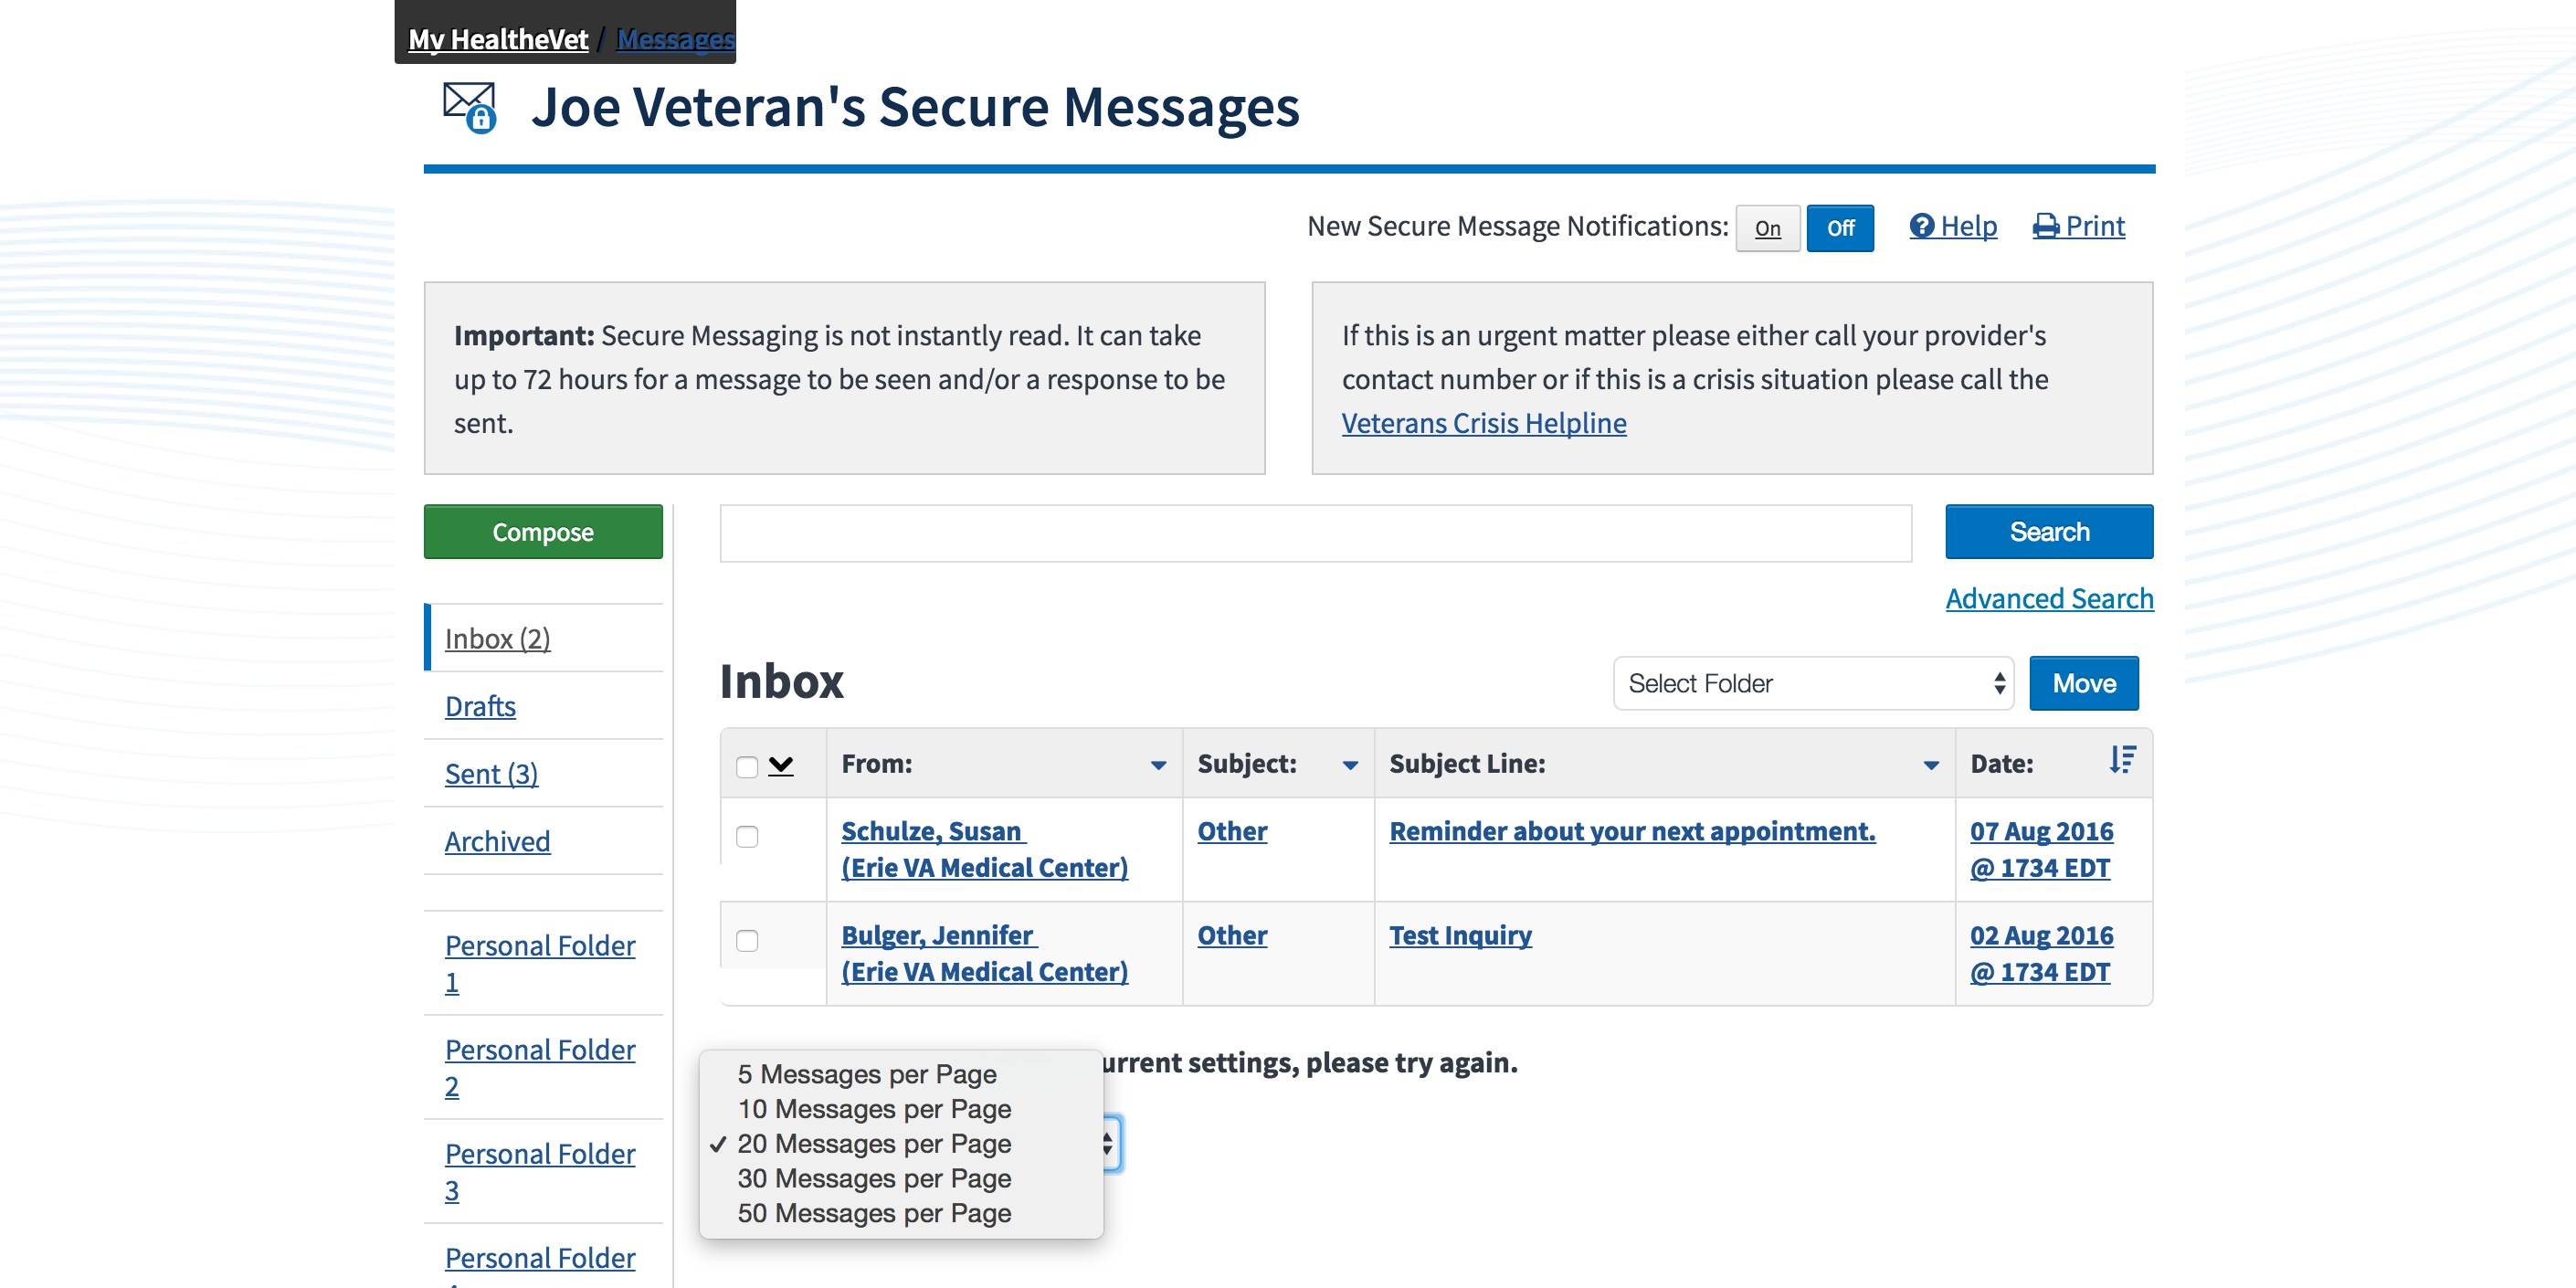 My HealtheVet / Messages
Joe Veteran's Secure Messages
New Secure Message Notifications: On Off Help Print
Important: Secure Messaging is not instantly read. It can take
up to 72 hours for a message to be seen and/or a response to be
sent.
If this is an urgent matter please either call your provider's
contact number or if this is a crisis situation please call the
Veterans Crisis Helpline
Compose
Search
Advanced Search
Inbox (2)
Drafts
Sent (3)
Archived
Personal Folder
1
Personal Folder
2
Personal Folder
3
Personal Folder
Inbox
Select Folder
Move
From: Subject: Subject Line: Date:
Schulze, Susan Other Reminder about your next appointment. 07 Aug 2016
(Erie VA Medical Center) @ 1734 EDT
Bulger, Jennifer Other Test Inquiry 02 Aug 2016
(Erie VA Medical Center) @ 1734 EDT
settings, please try again.
5 Messages per Page
10 Messages per Page
✓ 20 Messages per Page
30 Messages per Page
50 Messages per Page